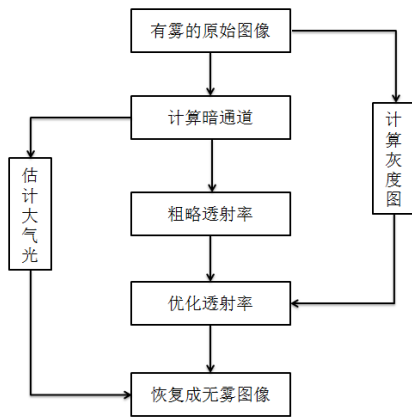 有雾的原始图像
计算暗通道
计算灰度图
估计大气光
粗略透射率
优化透射率
恢复成无雾图像